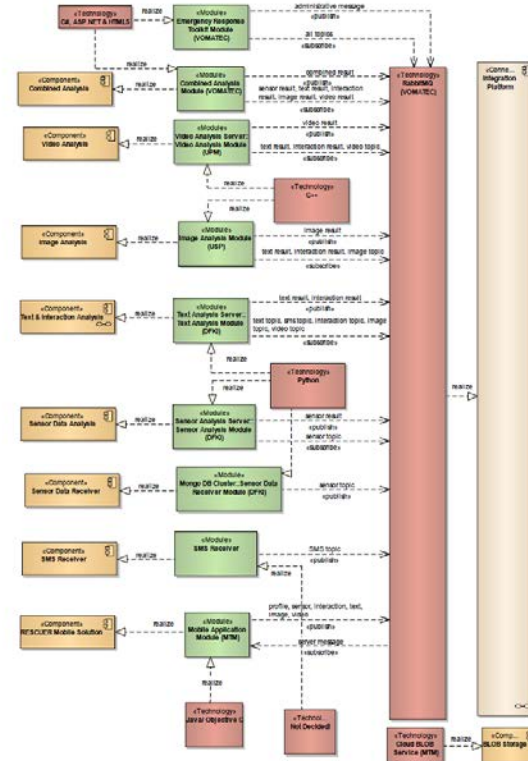 «Technology»
C#, ASP.NET & HTML5
realize
«Module»
Emergency Response
Toolkit Module
(VOMATEC)
administrative message
«publish»
all topics
«subscribe»
realize
«Component»
Combined Analysis
realize
«Module»
Combined Analysis
Module (VOMATEC)
combined result
«publish»
sensor result, text result, interaction
result, image result, video result
«subscribe»
«Technology»
RabbitMQ
(VOMATEC)
«Conne...
Integration
Platform
«Component»
Video Analysis
realize
«Module»
Video Analysis Server::
Video Analysis Module
(UPM)
video result
«publish»
text result, interaction result, video topic
«subscribe»
realize
«Technology»
C++
realize
«Component»
Image Analysis
realize
«Module»
Image Analysis Module
(USP)
image result
«publish»
text result, interaction result, image topic
«subscribe»
«Component»
Text & Interaction Analysis
realize
«Module»
Text Analysis Server::
Text Analysis Module
(DFKI)
text result, interaction result
«publish»
text topic, sms topic, interaction topic, image
topic, video topic
«subscribe»
realize
«Technology»
Python
realize
realize
«Component»
Sensor Data Analysis
realize
«Module»
Sensor Analysis Server::
Sensor Analysis Module
(DFKI)
sensor result
«publish»
sensor topic
«subscribe»
realize
«Component»
Sensor Data Receiver
realize
«Module»
Mongo DB Cluster::Sensor Data
Receiver Module (DFKI)
sensor topic
«publish»
«Component»
SMS Receiver
realize
«Module»
SMS Receiver
SMS topic
«publish»
realize
«Component»
RESCUER Mobile Solution
realize
«Module»
Mobile Application
Module (MTM)
profile, sensor, interaction, text,
image, video
«publish»
server message
«subscribe»
realize
«Technology»
Java/ Objective C
«Technol...
Not Decided!
«Technology»
Cloud BLOB
Service (MTM)
realize
«Comp...
BLOB Storage